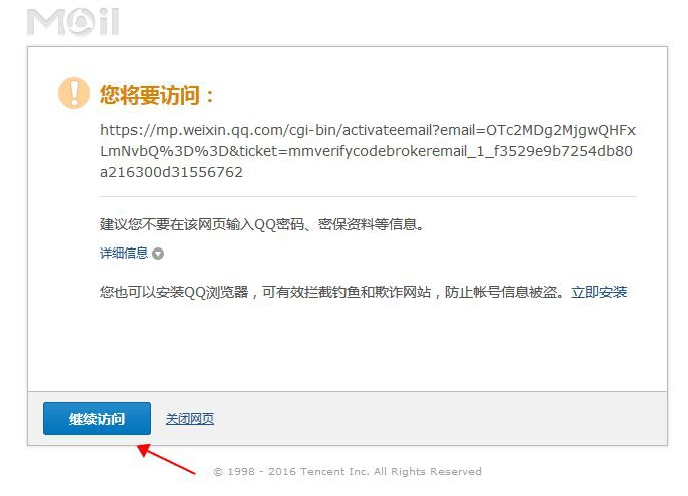 Mail
您将要访问：
https://mp.weixin.qq.com/cgi-bin/activateemail?email=OTc2MDg2MjgwQHFx
LmNvbQ%3D%3D&ticket=mmverifycodebrokeremail_1_f3529e9b7254db80
a216300d31556762
建议您不要在该网页输入QQ密码、密保资料等信息。
详细信息
您也可以安装QQ浏览器，可有效拦截钓鱼和欺诈网站，防止帐号信息被盗。立即安装
继续访问 关闭网页
© 1998 - 2016 Tencent Inc. All Rights Reserved